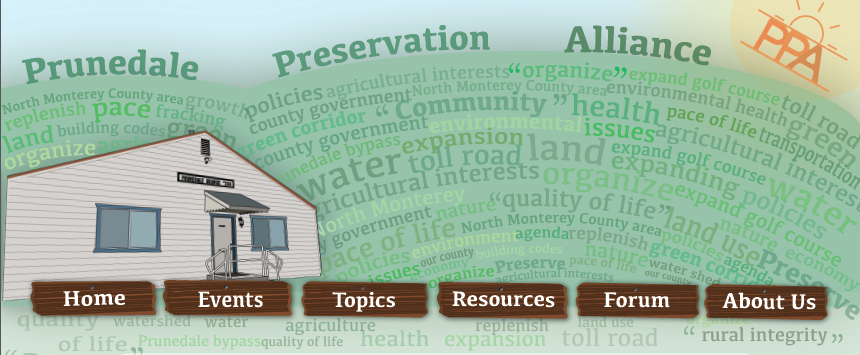 Prunedale Preservation Alliance
PPA
North Monterey County area growth
replenish pace fracking
land building codes green
organize
policies agricultural interests "organize" expand golf course toll road
county government North Monterey County area environmental health green
green corridor "Community" health pace of life transportation
county government environmental issues agricultural interests
prunedale bypass expansion land expand golf course
water toll road expanding water
agricultural interests organize expand golf course policies
North Monterey nature "quality of life" land use nature economy
county government North Monterey County area policies
pace of life environment agenda replenish green corridor agenda
policies our county building codes nature water shed Preserve
issues economy Preserve pace of life our county
organize agricultural interests
Home Events Topics Resources Forum About Us
quality watershed water agriculture replenish land use
of life" Prunedale bypass quality of life health expansion toll road "rural integrity"